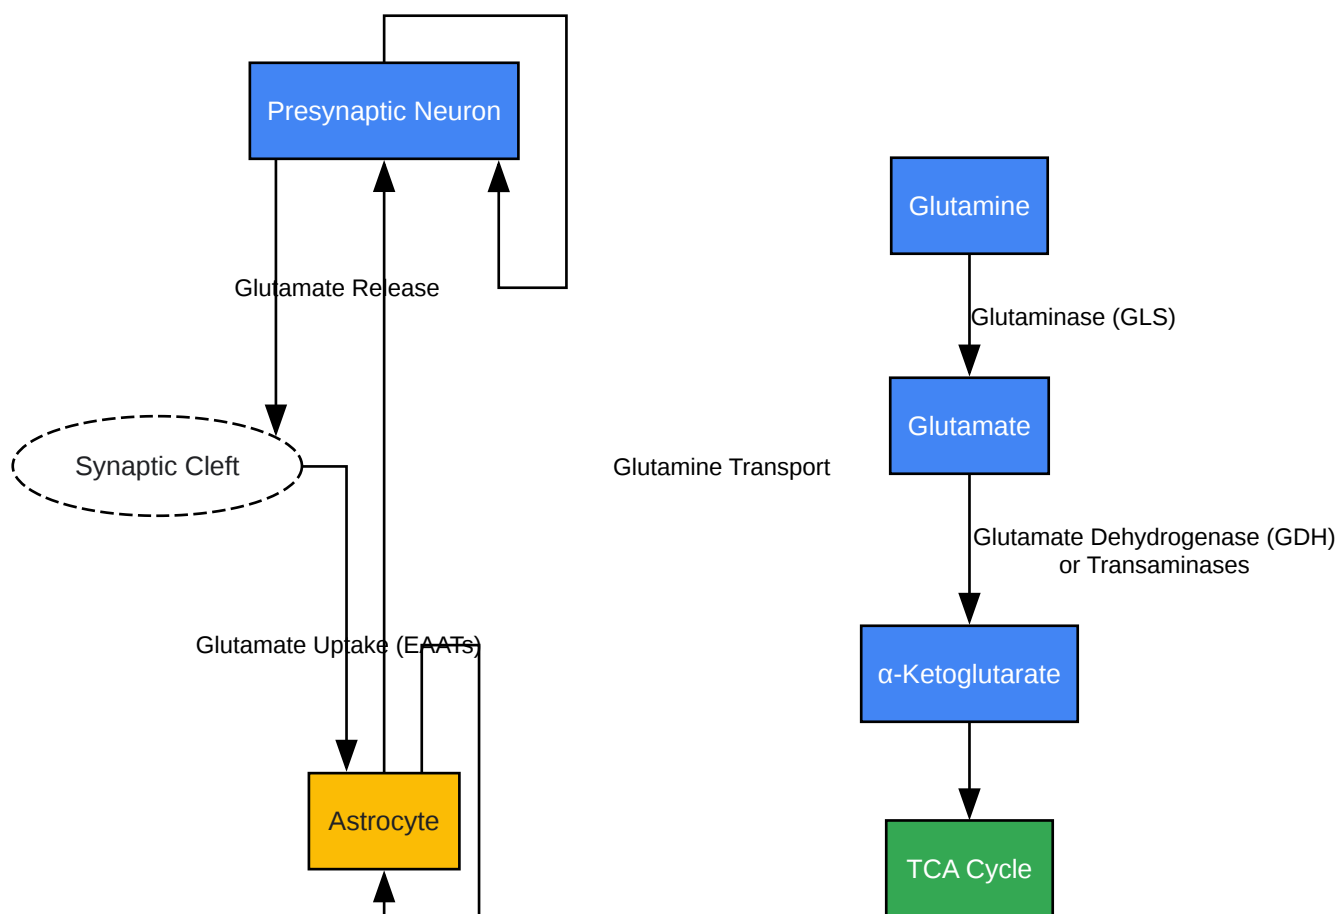 Presynaptic Neuron
Glutamate Release
Synaptic Cleft
Glutamate Uptake (EAATs)
Astrocyte
Glutamine Transport
Glutamine
Glutaminase (GLS)
Glutamate
Glutamate Dehydrogenase (GDH)
or Transaminases
α-Ketoglutarate
TCA Cycle